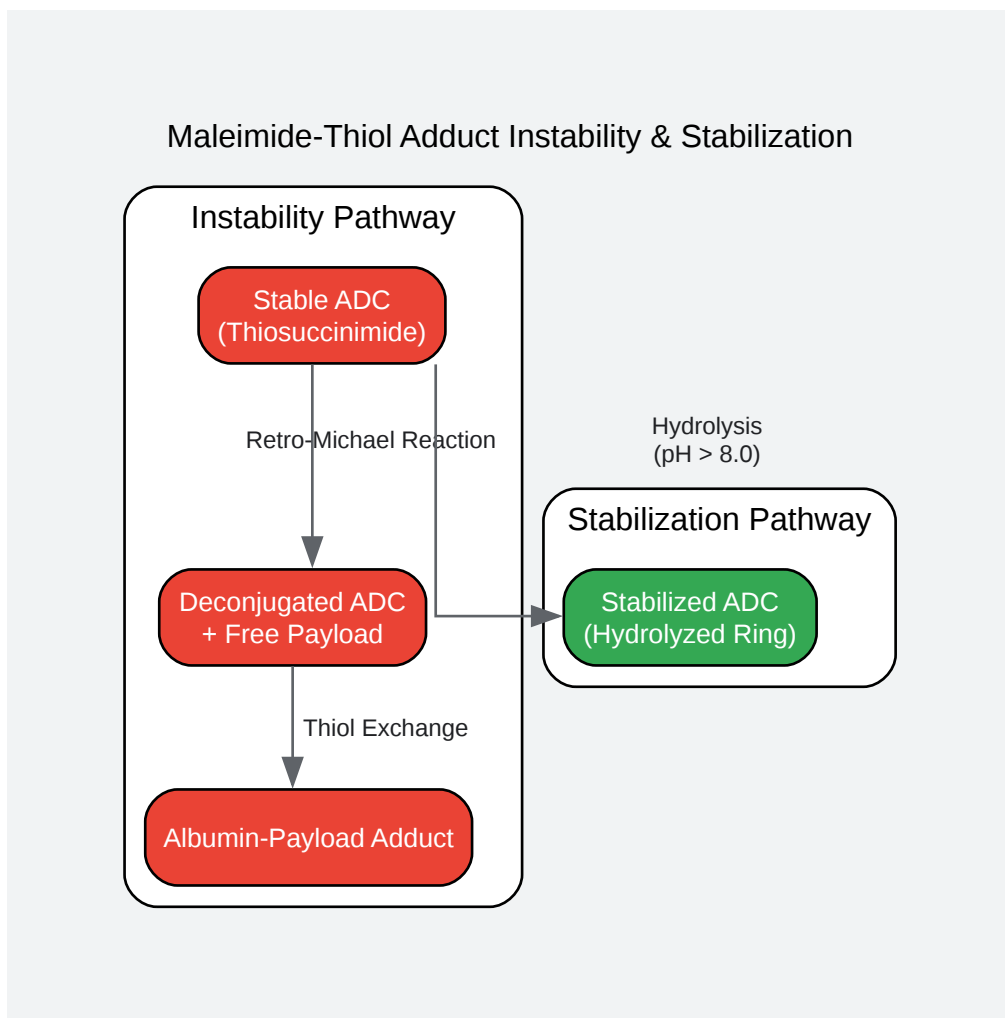 Maleimide-Thiol Adduct Instability & Stabilization
Instability Pathway
Stable ADC
(Thiosuccinimide)
Retro-Michael Reaction
Hydrolysis
(pH > 8.0)
Stabilization Pathway
Deconjugated ADC
+ Free Payload
Stabilized ADC
(Hydrolyzed Ring)
Thiol Exchange
Albumin-Payload Adduct